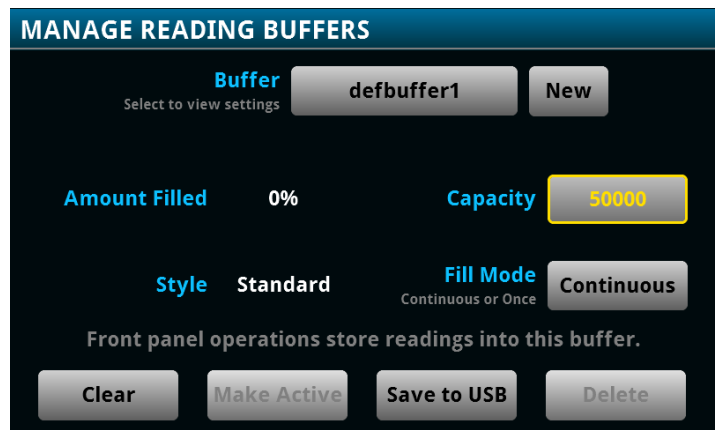 MANAGE READING BUFFERS
Buffer
Select to view settings
defbuffer1
New
Amount Filled
0%
Capacity
50000
Style
Standard
Fill Mode
Continuous or Once
Continuous
Front panel operations store readings into this buffer.
Clear
Make Active
Save to USB
Delete